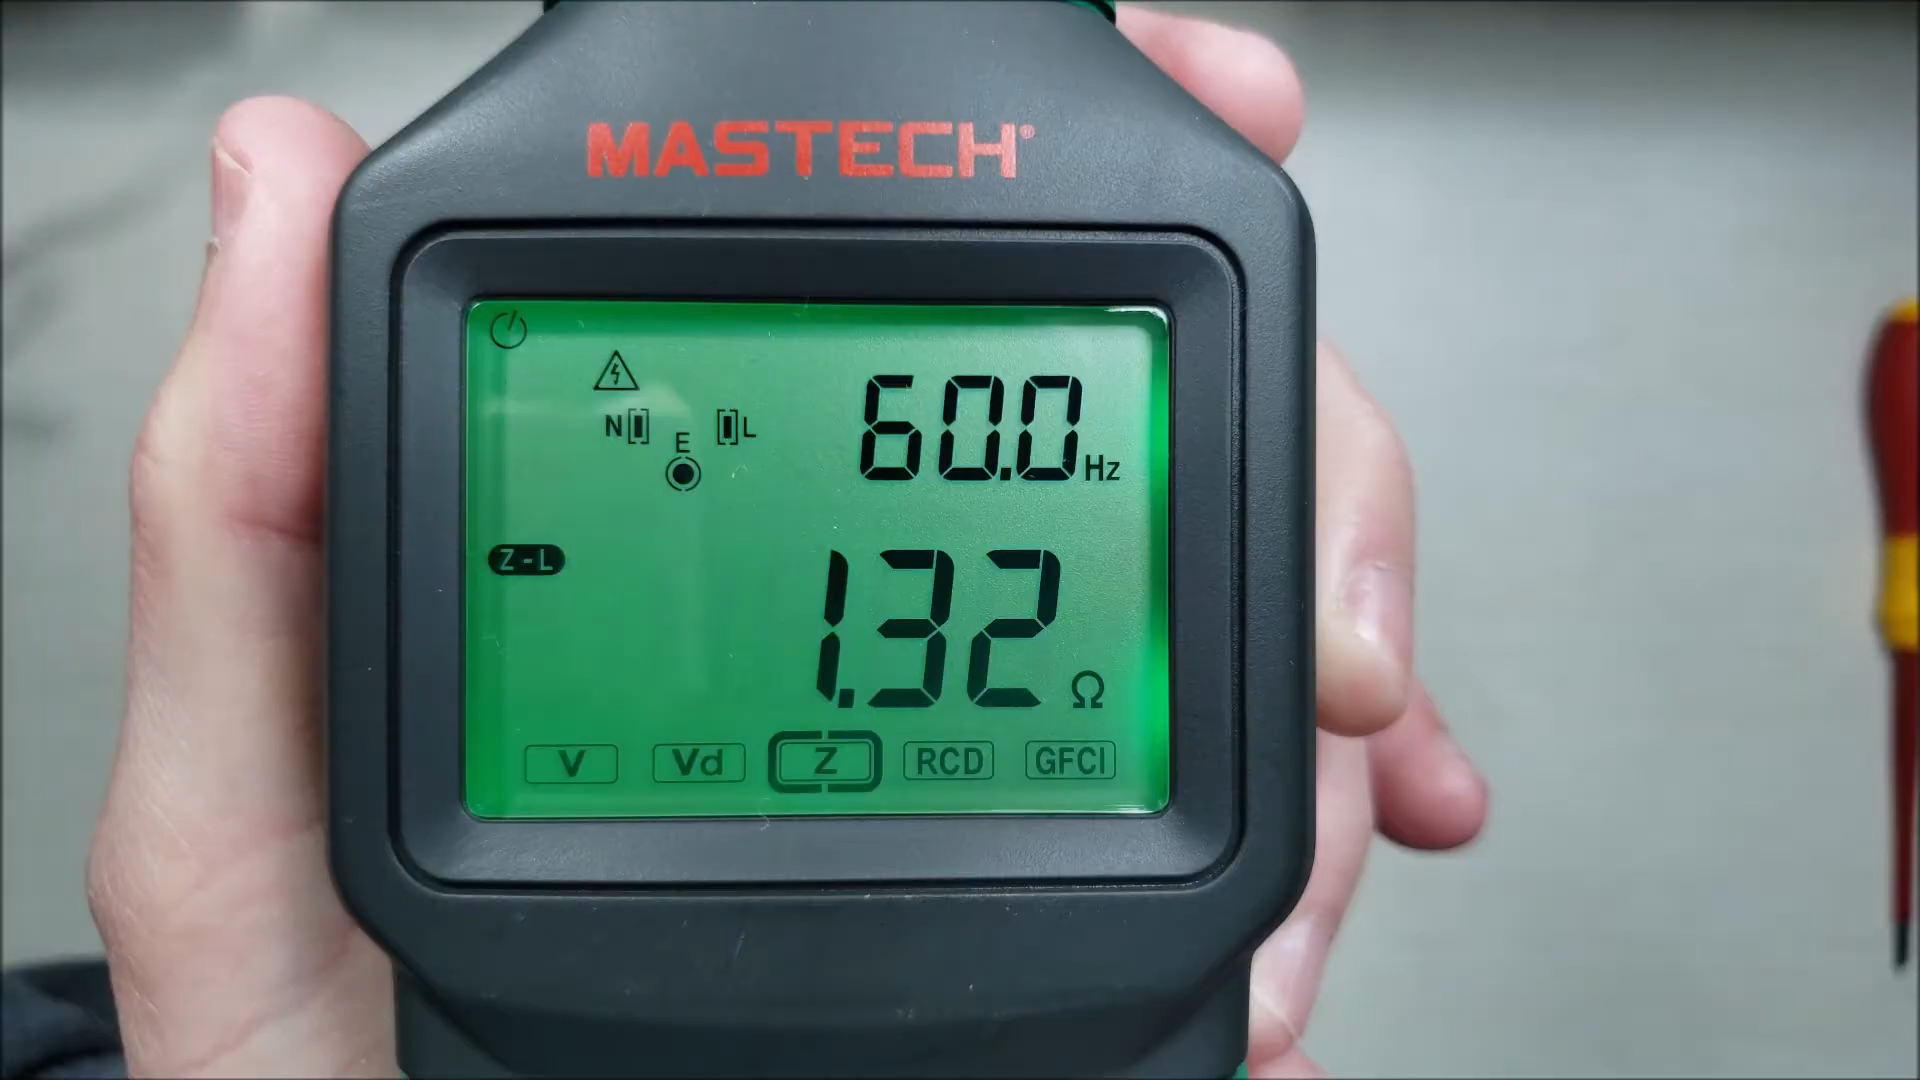 MASTECH
60.0 Hz
N E L
Z-L
1.32 Ω
V Vd Z RCD GFCI